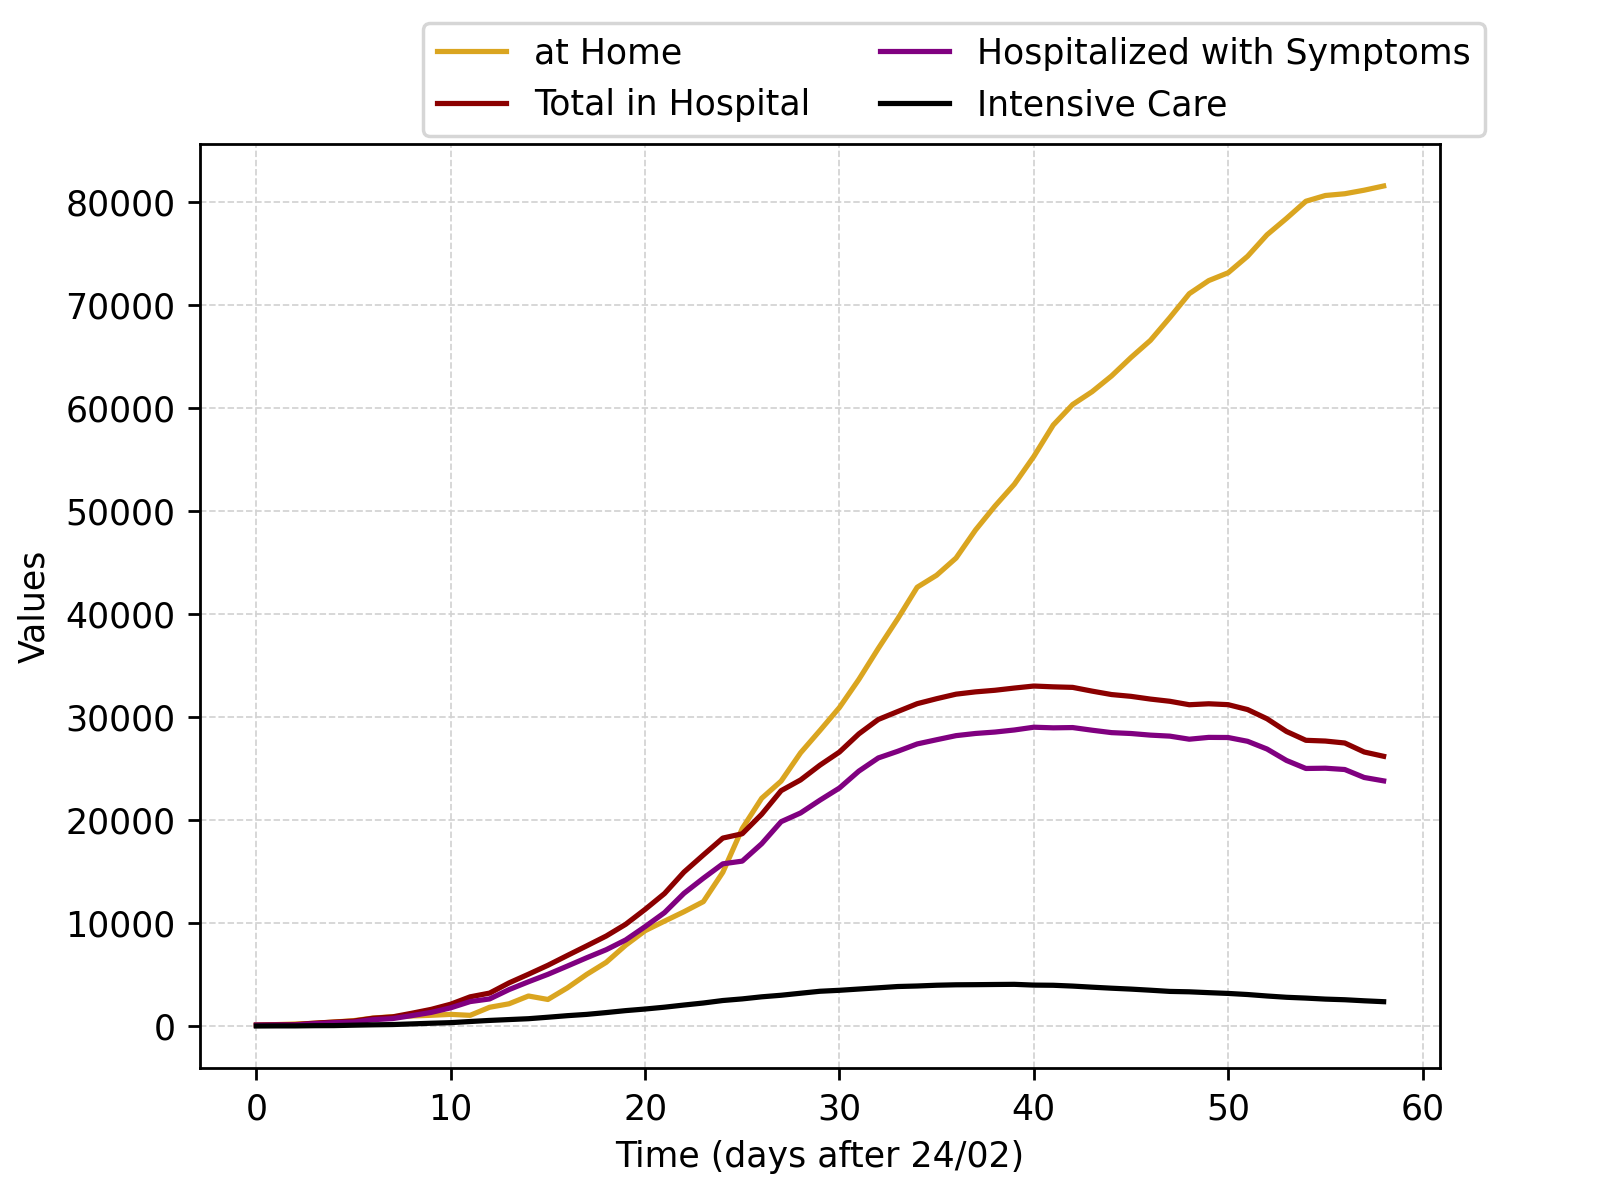 at Home
Total in Hospital
Hospitalized with Symptoms
Intensive Care
80000
70000
60000
50000
40000
30000
20000
10000
0
Values
0 10 20 30 40 50 60
Time (days after 24/02)